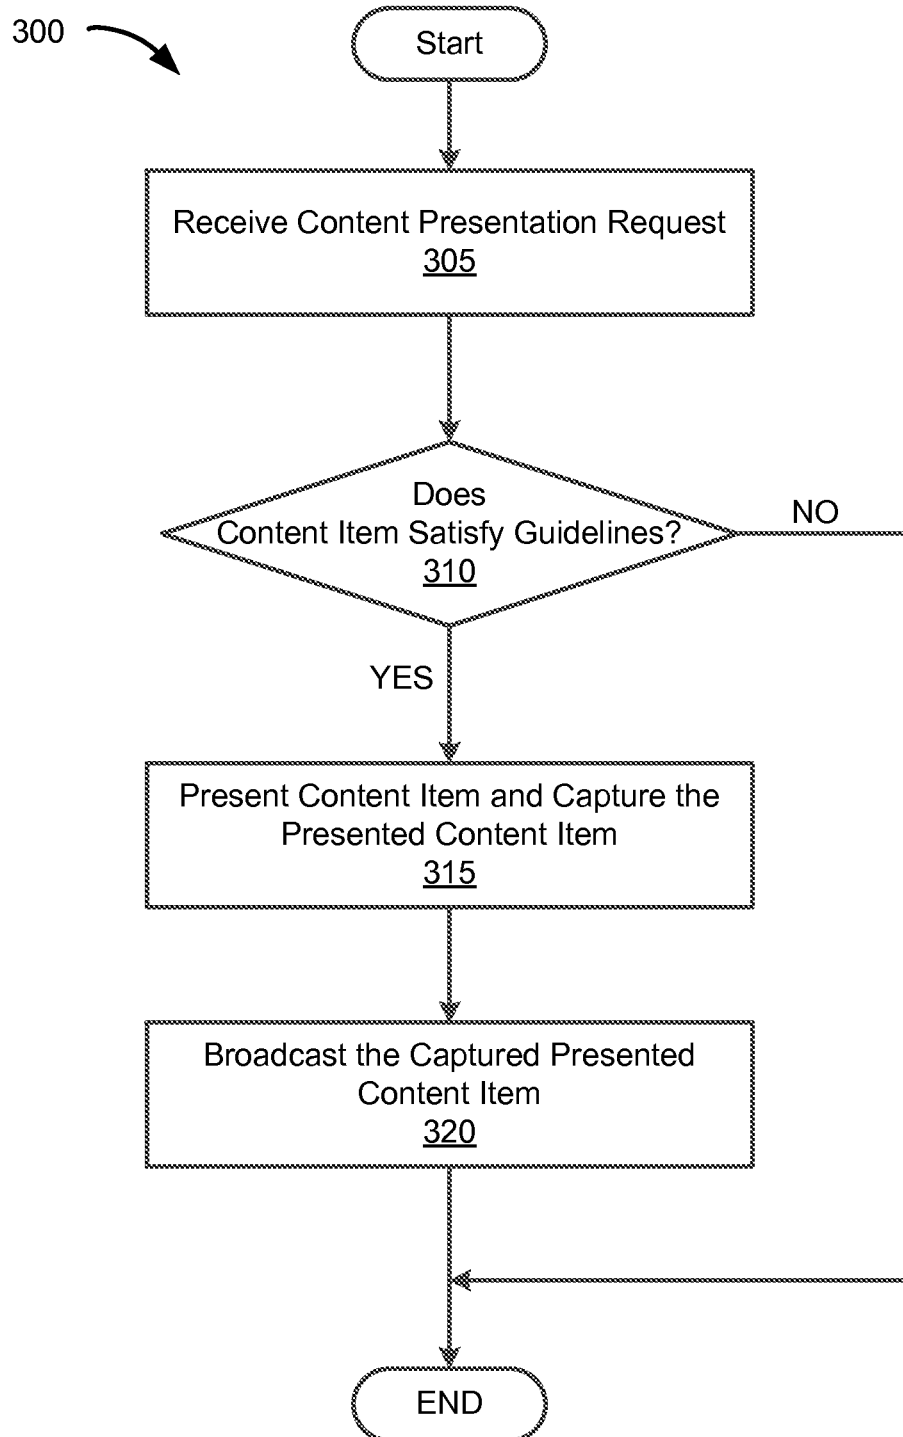 300
Start
Receive Content Presentation Request
305
Does
Content Item Satisfy Guidelines?
310
NO
YES
Present Content Item and Capture the
Presented Content Item
315
Broadcast the Captured Presented
Content Item
320
END